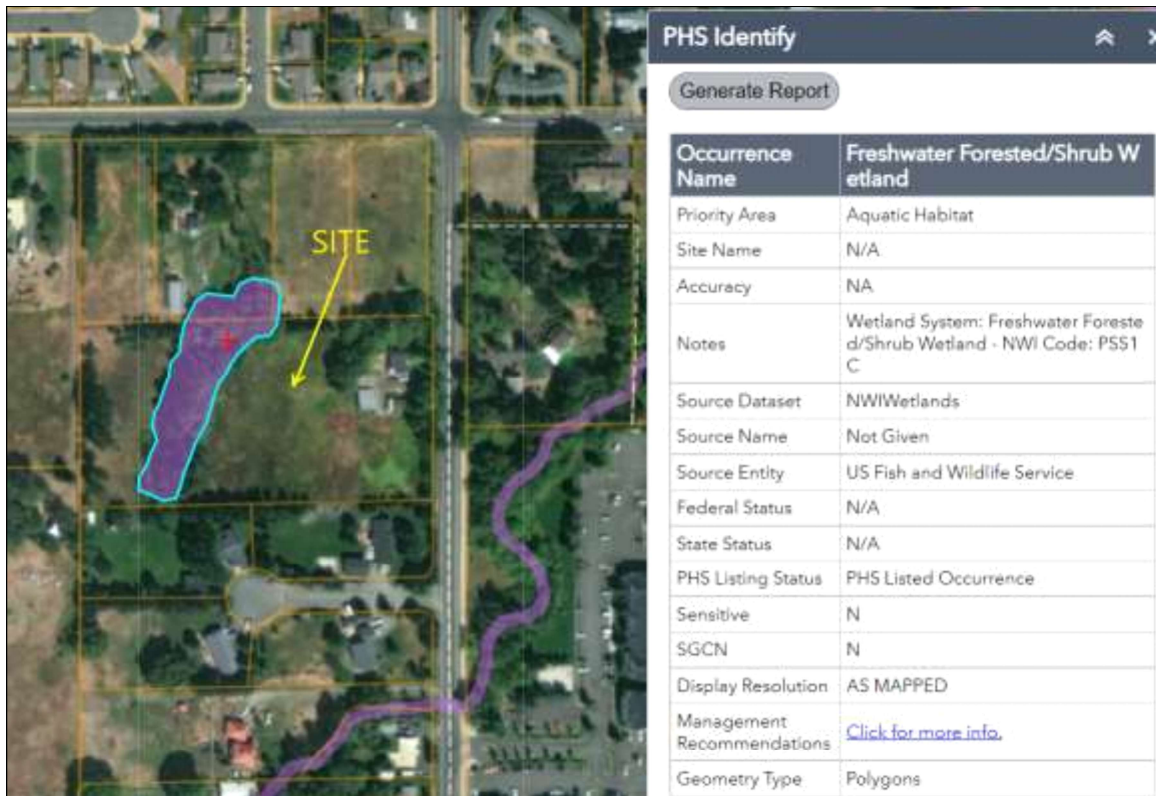 PHS Identify
Generate Report
SITE
Occurrence Name
Freshwater Forested/Shrub W
etland
Priority Area Aquatic Habitat
Site Name N/A
Accuracy NA
Notes Wetland System: Freshwater Foreste
d/Shrub Wetland - NWI Code: PSS1
C
Source Dataset NWIWetlands
Source Name Not Given
Source Entity US Fish and Wildlife Service
Federal Status N/A
State Status N/A
PHS Listing Status PHS Listed Occurrence
Sensitive N
SGCN N
Display Resolution AS MAPPED
Management
Recommendations Click for more info.
Geometry Type Polygons